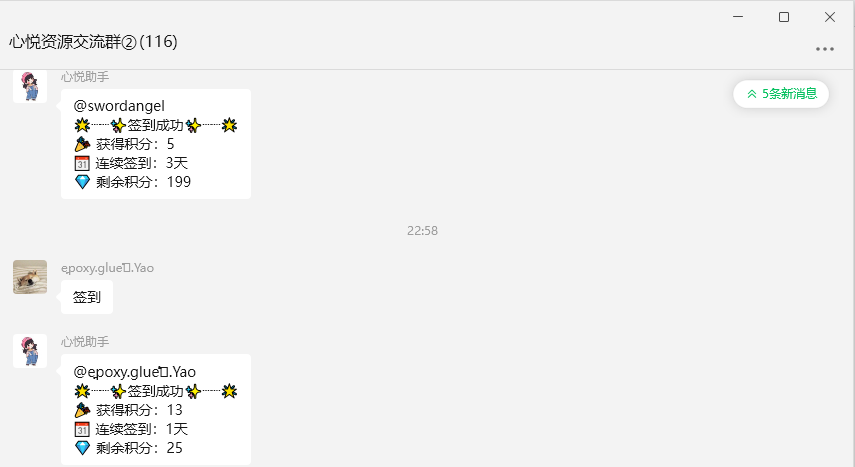 心悦资源交流群②(116)
5条新消息
心悦助手
@swordangel
签到成功
获得积分：5
连续签到：3天
剩余积分：199
22:58
epoxy.glue.Yao
签到
心悦助手
@epoxy.glue.Yao
签到成功
获得积分：13
连续签到：1天
剩余积分：25